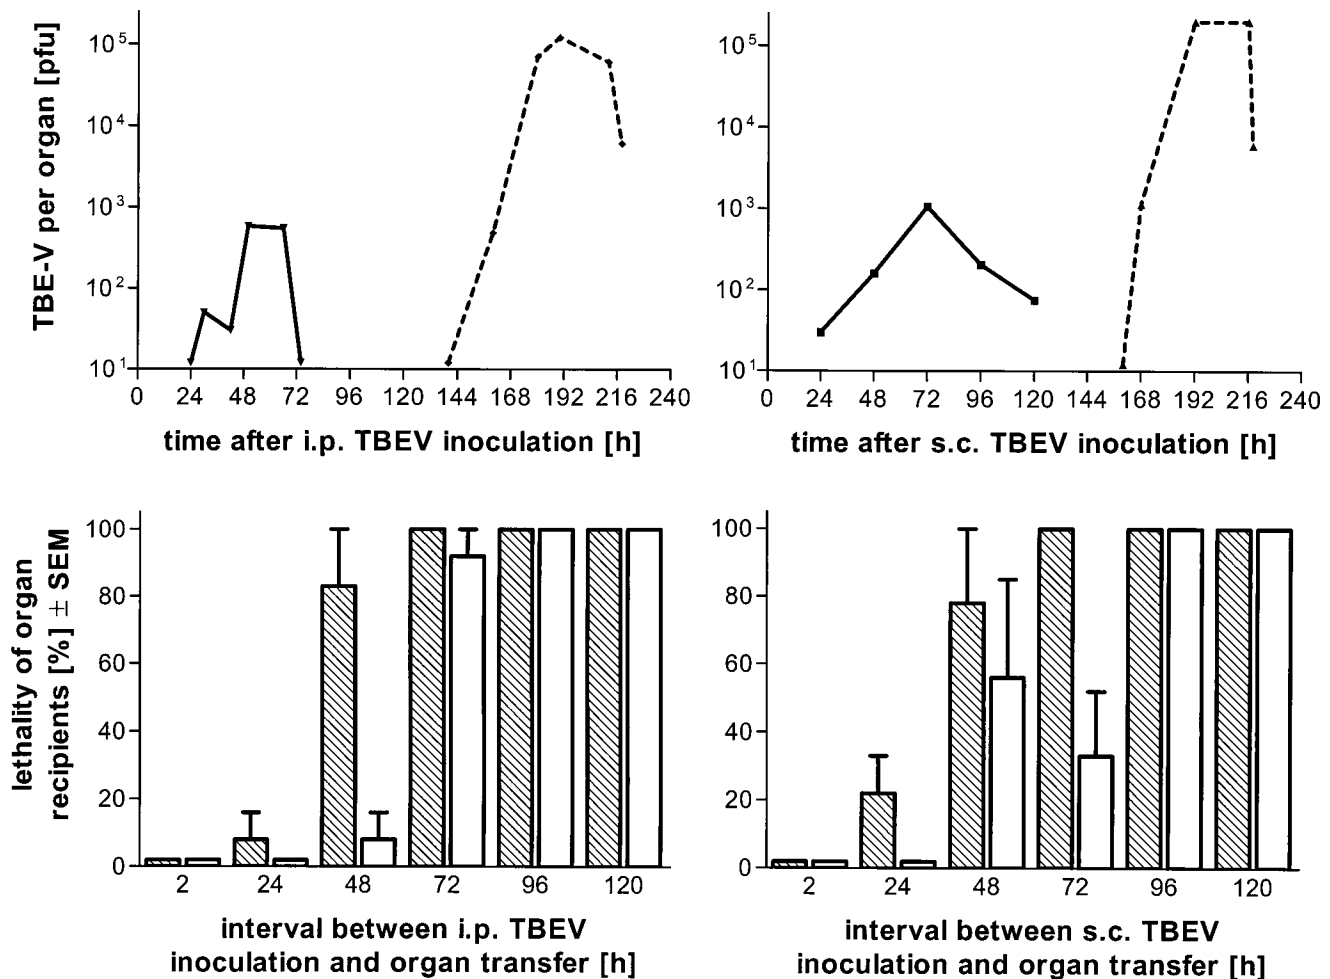 TBE-V per organ [pfu]
10⁵
10⁴
10³
10²
10¹
0 24 48 72 96 120 144 168 192 216 240
time after i.p. TBEV inoculation [h]
10⁵
10⁴
10³
10²
10¹
0 24 48 72 96 120 144 168 192 216 240
time after s.c. TBEV inoculation [h]
lethality of organ
recipients [%] ± SEM
100
80
60
40
20
0
2 24 48 72 96 120
interval between i.p. TBEV
inoculation and organ transfer [h]
100
80
60
40
20
0
2 24 48 72 96 120
interval between s.c. TBEV
inoculation and organ transfer [h]